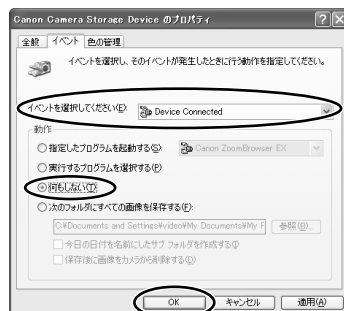 Canon Camera Storage Device のプロパティ
全般 イベント 色の管理
イベントを選択し、そのイベントが発生したときに行う動作を指定してください。
イベントを選択してください(E): Device Connected
動作
指定したプログラムを起動する(S): Canon ZoomBrowser EX
実行するプログラムを選択する(P)
何もしない(T)
次のフォルダにすべての画像を保存する(F):
C:¥Documents and Settings¥video¥My Documents¥My F 参照(B)...
今日の日付を名前にしたサブ フォルダを作成する(I)
保存後に画像をカメラから削除する(D)
OK キャンセル 適用(A)